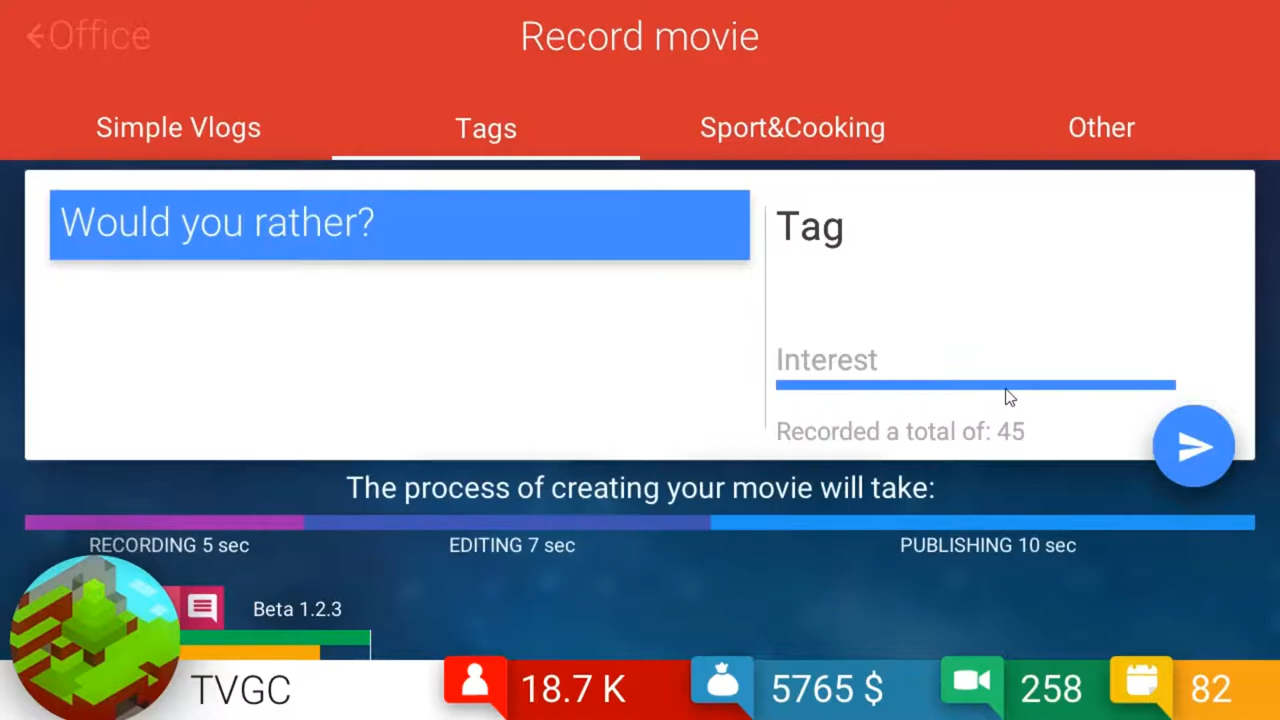 Office
Record movie
Simple Vlogs
Tags
Sport&Cooking
Other
Would you rather?
Tag
Interest
Recorded a total of: 45
The process of creating your movie will take:
RECORDING 5 sec
EDITING 7 sec
PUBLISHING 10 sec
Beta 1.2.3
TVGC
18.7 K
5765 $
258
82